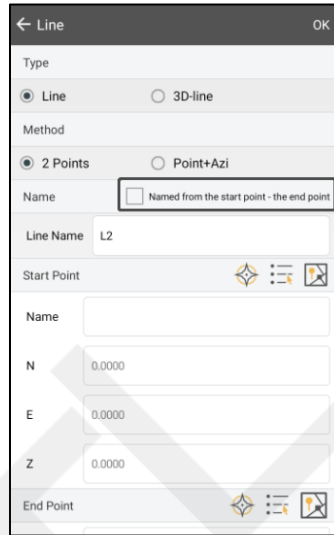 ← Line OK
Type
Line 3D-line
Method
2 Points Point+Azi
Name Named from the start point - the end point
Line Name L2
Start Point
Name
N 0.0000
E 0.0000
Z 0.0000
End Point